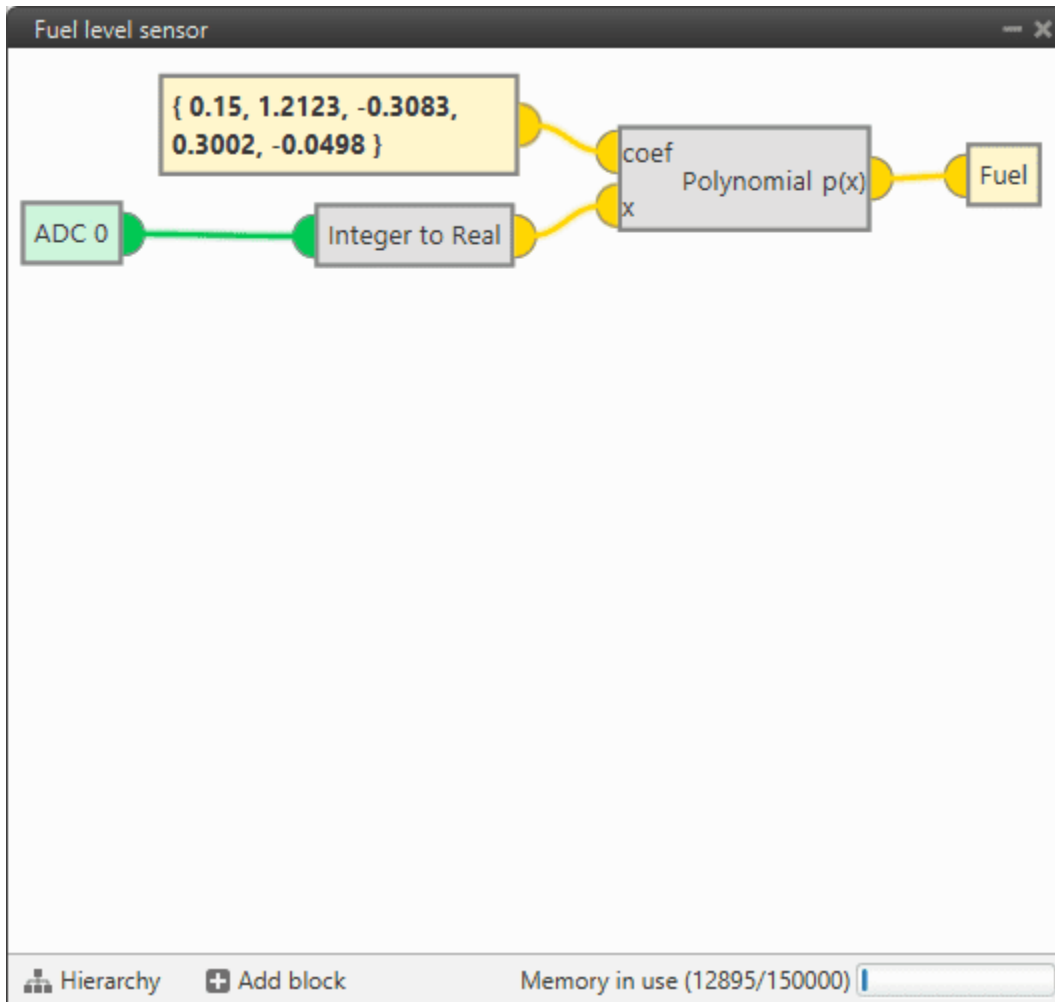 Fuel level sensor
{ 0.15, 1.2123, -0.3083,
0.3002, -0.0498 }
coef
Polynomial p(x)
x
Fuel
ADC 0
Integer to Real
Hierarchy
Add block
Memory in use (12895/150000)